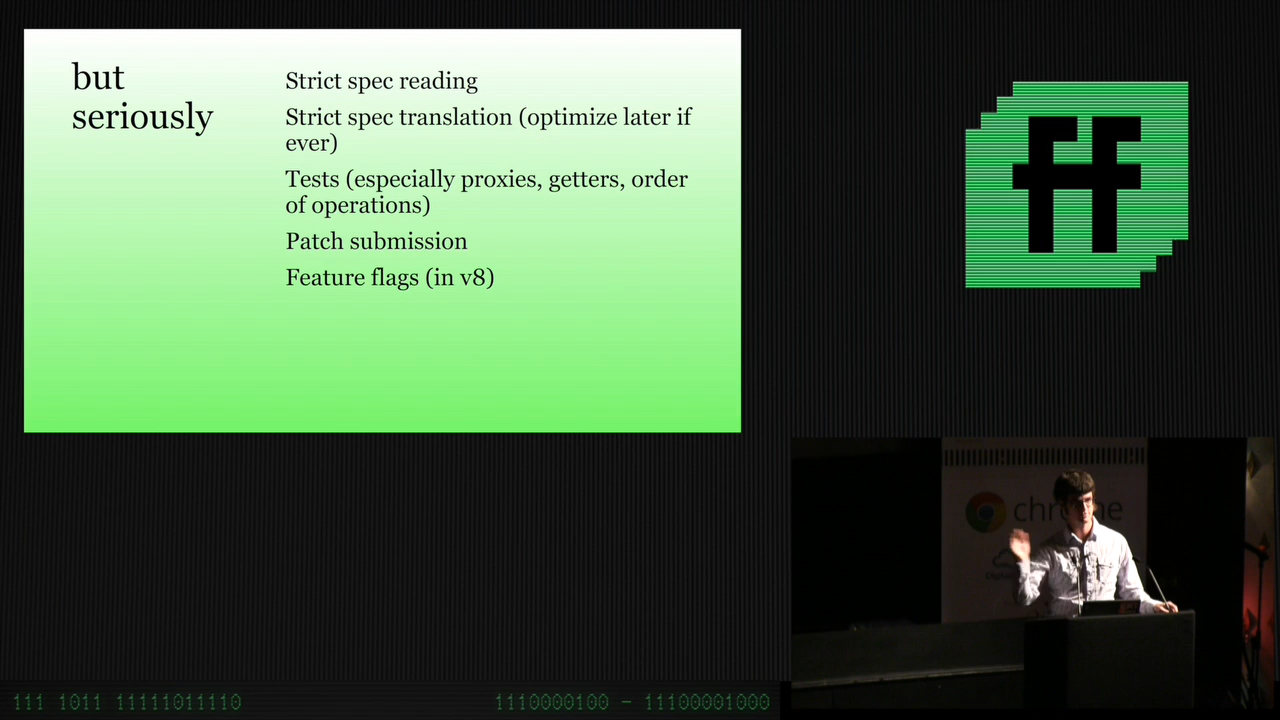 but
seriously
Strict spec reading
Strict spec translation (optimize later if
ever)
Tests (especially proxies, getters, order
of operations)
Patch submission
Feature flags (in v8)
ff
chrome
111 1011 11111011110
1110000100 - 11100001000